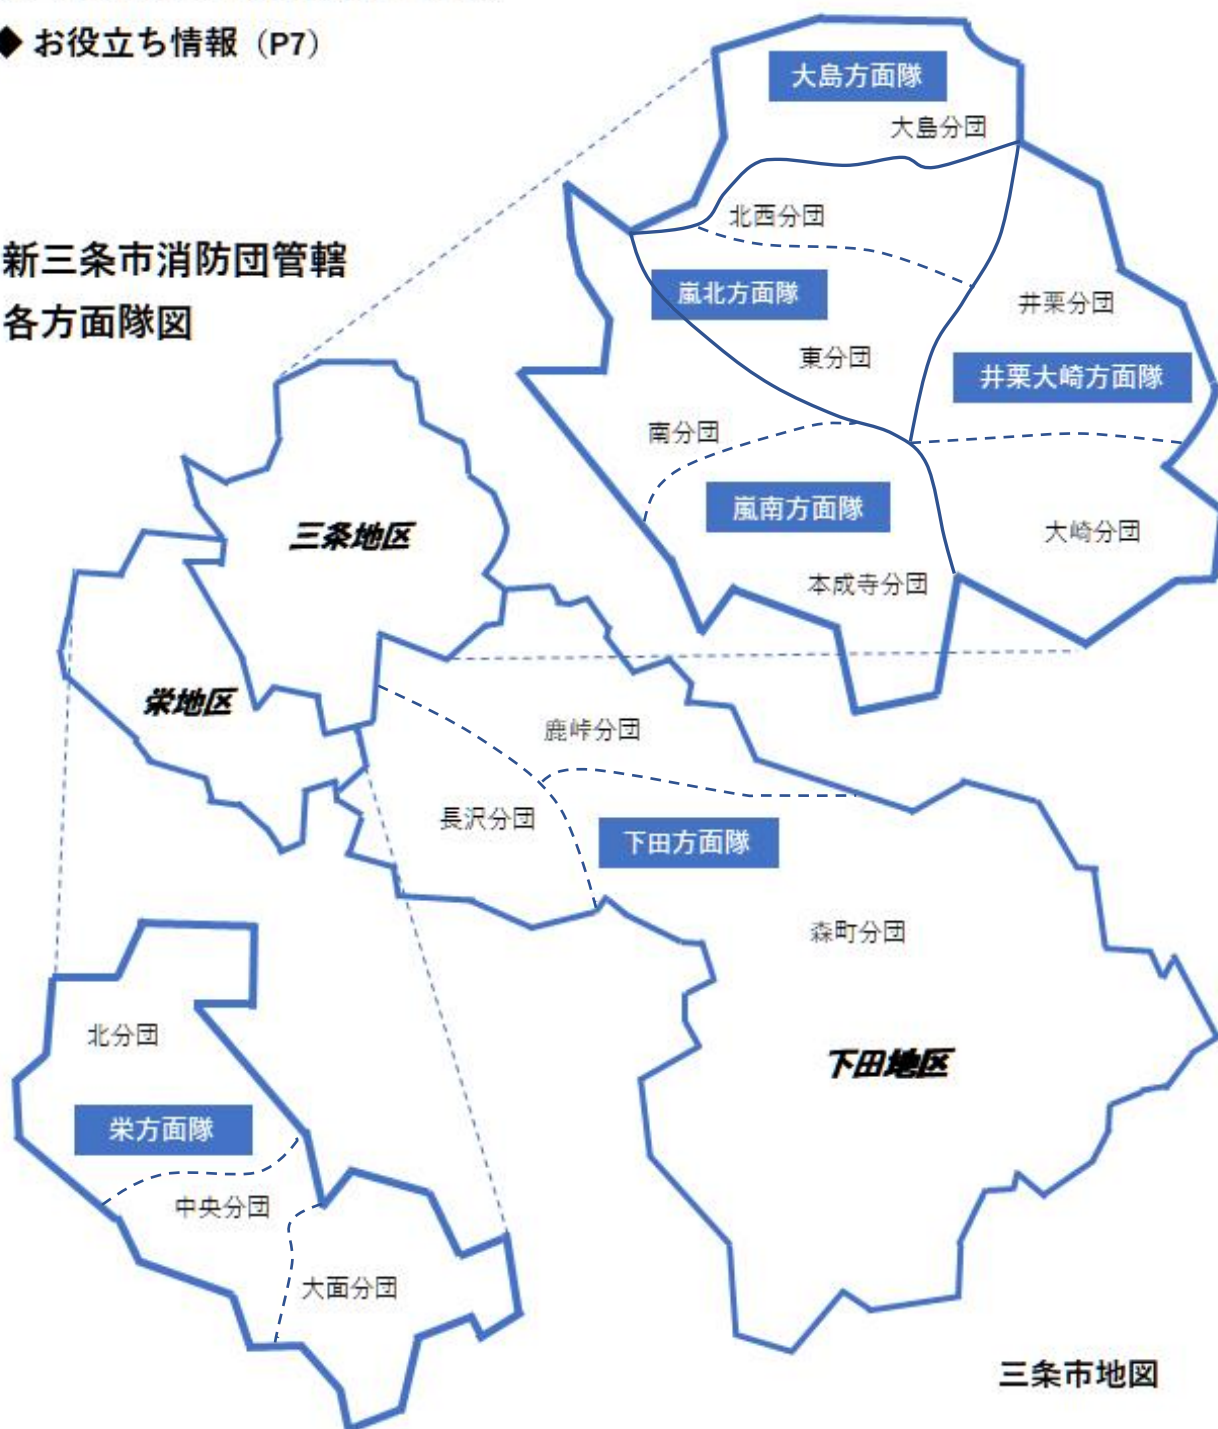 ◆ お役立ち情報（P7）
新三条市消防団管轄
各方面隊図
大島方面隊
大島分団
北西分団
嵐北方面隊
東分団
井栗分団
井栗大崎方面隊
南分団
嵐南方面隊
本成寺分団
大崎分団
三条地区
栄地区
鹿峠分団
長沢分団
下田方面隊
森町分団
下田地区
北分団
栄方面隊
中央分団
大面分団
三条市地図